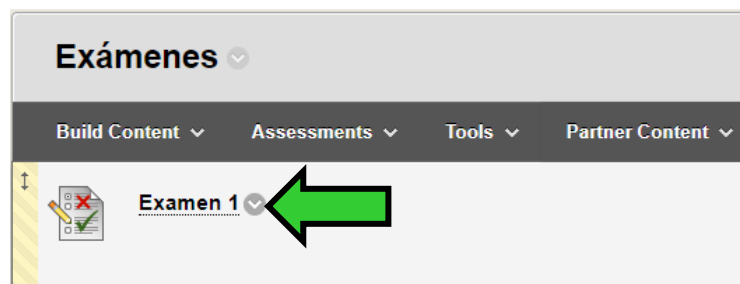 Exámenes
Build Content Assessments Tools Partner Content
Examen 1